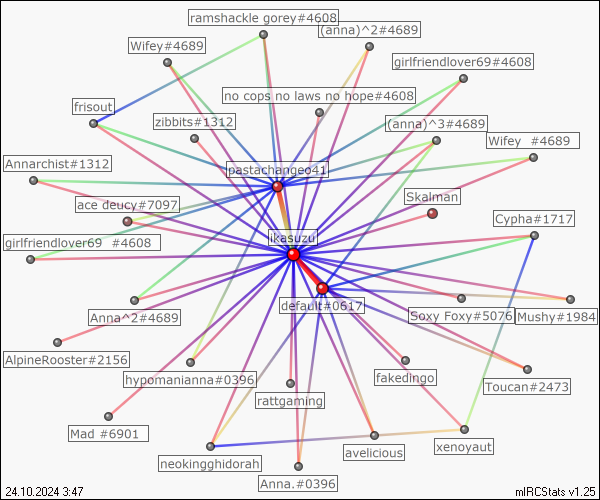 ramshackle gorey#4608
(anna)^2#4689
Wifey#4689
girlfriendlover69#4608
no cops no laws no hope#4608
frisout
zibbits#1312
(anna)^3#4689
Wifey  #4689
Annarchist#1312
pastachangeo41
ace deucy#7097
Skalman
Cypha#1717
girlfriendlover69  #4608
ikasuzu
default#0617
Anna^2#4689
Soxy Foxy#5076
Mushy#1984
AlpineRooster#2156
hypomanianna#0396
fakedingo
Toucan#2473
rattgaming
Mad #6901
xenoyaut
avelicious
neokingghidorah
Anna.#0396
24.10.2024 3:47
mIRCStats v1.25